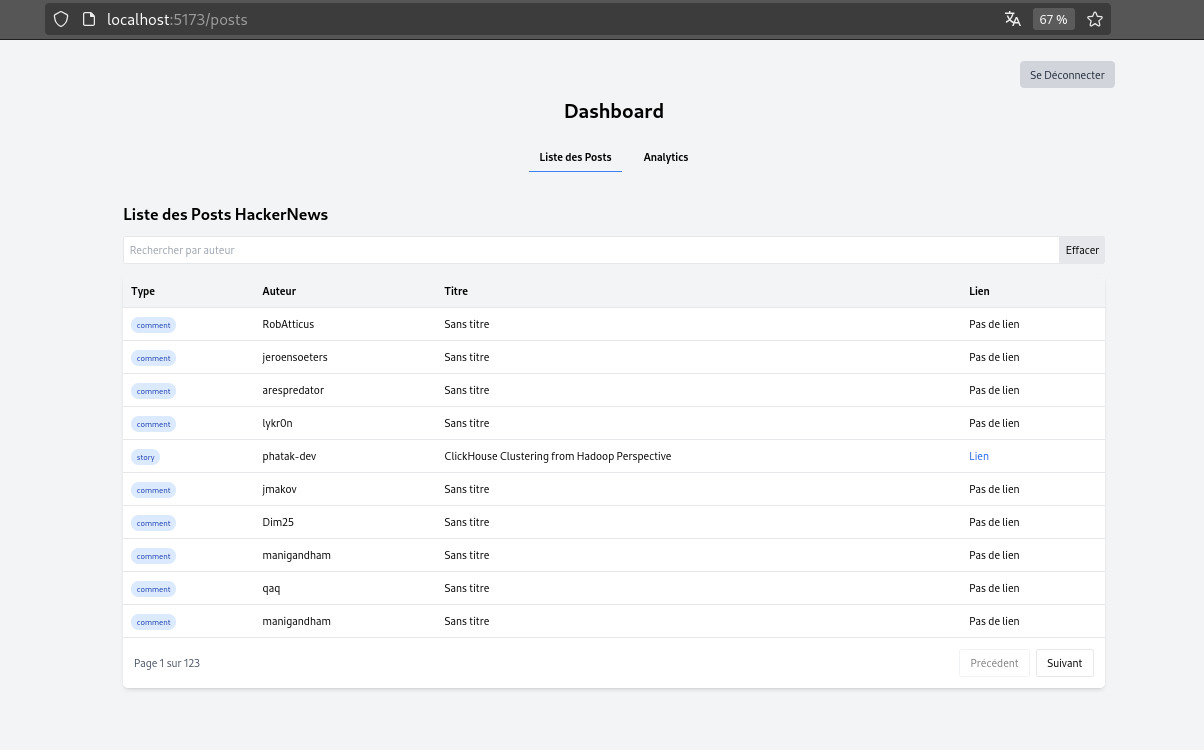 localhost:5173/posts 67 %
Se Déconnecter
Dashboard
Liste des Posts Analytics
Liste des Posts HackerNews
Rechercher par auteur Effacer
Type Auteur Titre Lien
comment RobAtticus Sans titre Pas de lien
comment jeroensoeters Sans titre Pas de lien
comment arespredator Sans titre Pas de lien
comment lykr0n Sans titre Pas de lien
story phatak-dev ClickHouse Clustering from Hadoop Perspective Lien
comment jmakov Sans titre Pas de lien
comment Dim25 Sans titre Pas de lien
comment manigandham Sans titre Pas de lien
comment qaq Sans titre Pas de lien
comment manigandham Sans titre Pas de lien
Page 1 sur 123 Précédent Suivant